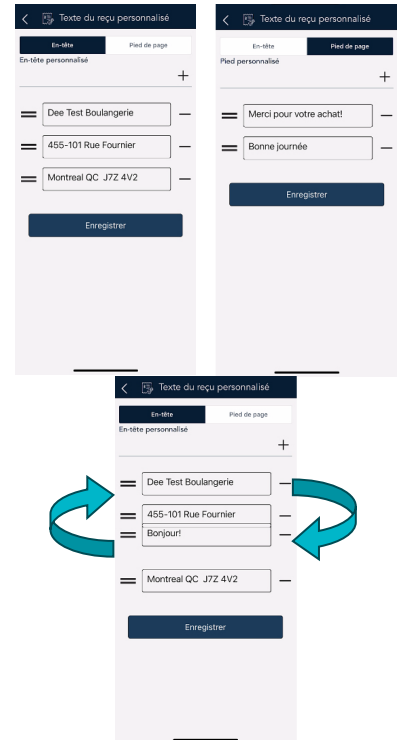 Texte du reçu personnalisé
En-tête Pied de page
En-tête personnalisé
+
Dee Test Boulangerie
455-101 Rue Fournier
Montreal QC J7Z 4V2
Enregistrer
Texte du reçu personnalisé
En-tête Pied de page
Pied personnalisé
+
Merci pour votre achat!
Bonne journée
Enregistrer
Texte du reçu personnalisé
En-tête Pied de page
En-tête personnalisé
+
Dee Test Boulangerie
455-101 Rue Fournier
Bonjour!
Montreal QC J7Z 4V2
Enregistrer